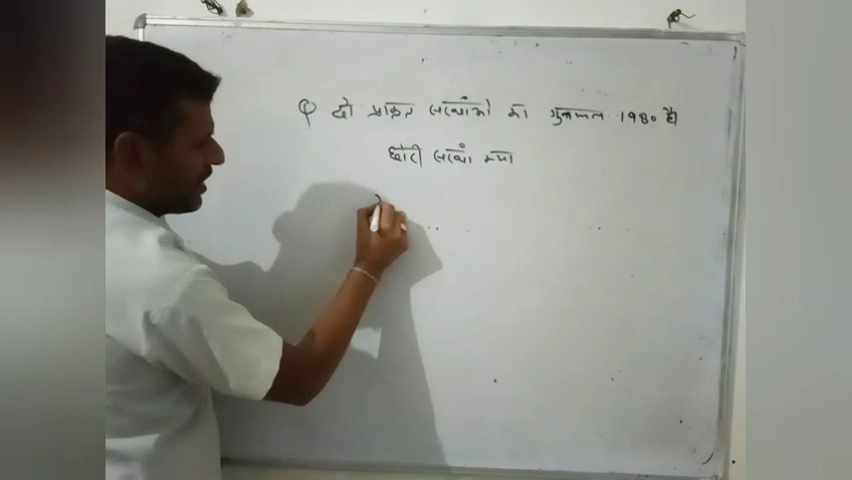 Q दो प्राकृत संख्याओं का गुणनफल 1980 है
छोटी संख्या क्या